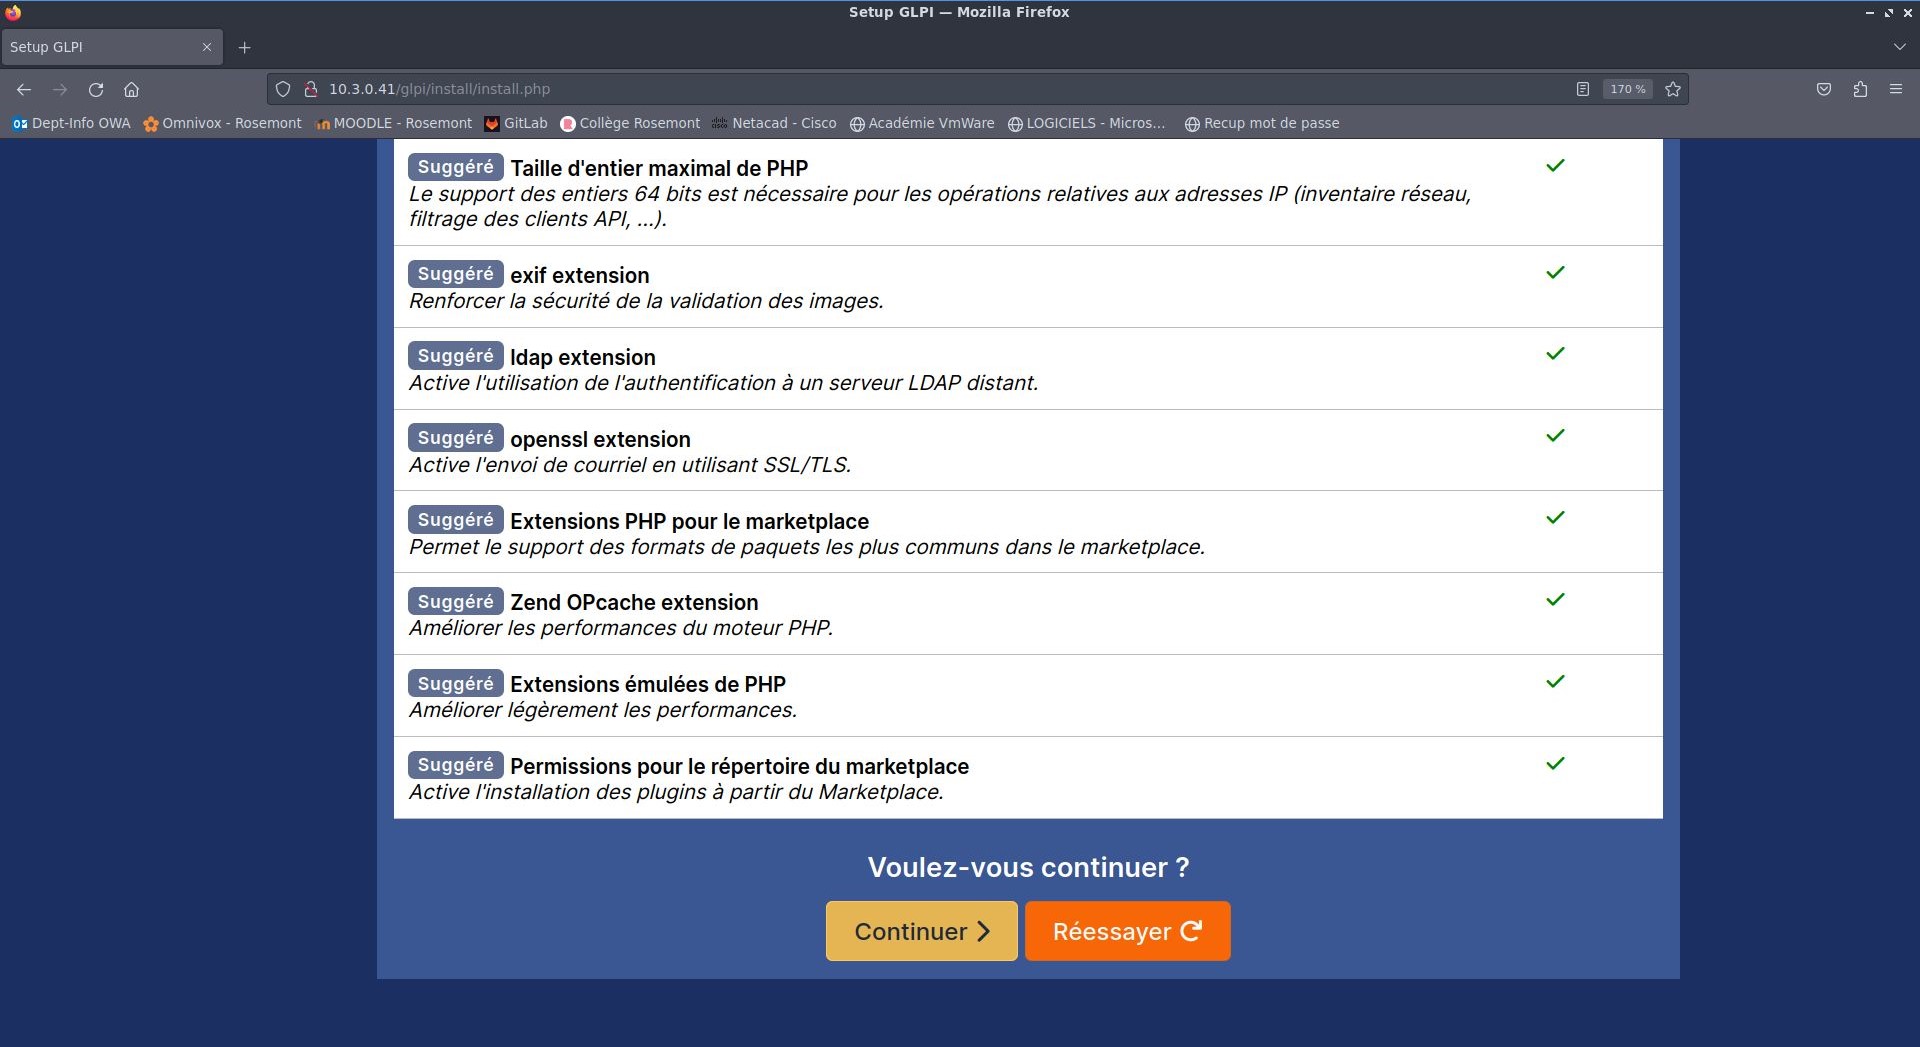 Setup GLPI — Mozilla Firefox
Setup GLPI
10.3.0.41/glpi/install/install.php
170 %
Dept-Info OWA Omnivox - Rosemont MOODLE - Rosemont GitLab Collège Rosemont Netacad - Cisco Académie VmWare LOGICIELS - Micros… Recup mot de passe
Suggéré Taille d'entier maximal de PHP
Le support des entiers 64 bits est nécessaire pour les opérations relatives aux adresses IP (inventaire réseau,
filtrage des clients API, ...).
Suggéré exif extension
Renforcer la sécurité de la validation des images.
Suggéré ldap extension
Active l'utilisation de l'authentification à un serveur LDAP distant.
Suggéré openssl extension
Active l'envoi de courriel en utilisant SSL/TLS.
Suggéré Extensions PHP pour le marketplace
Permet le support des formats de paquets les plus communs dans le marketplace.
Suggéré Zend OPcache extension
Améliorer les performances du moteur PHP.
Suggéré Extensions émulées de PHP
Améliorer légèrement les performances.
Suggéré Permissions pour le répertoire du marketplace
Active l'installation des plugins à partir du Marketplace.
Voulez-vous continuer ?
Continuer
Réessayer